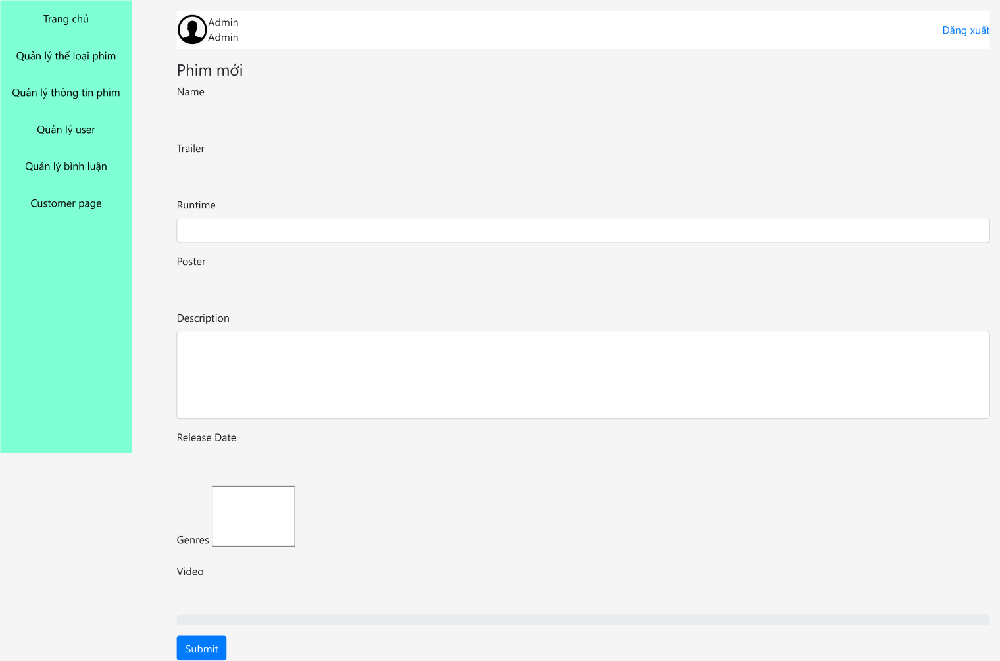 Trang chủ
Quản lý thể loại phim
Quản lý thông tin phim
Quản lý user
Quản lý bình luận
Customer page
Admin
Admin
Đăng xuất
Phim mới
Name
Trailer
Runtime
Poster
Description
Release Date
Genres
Video
Submit